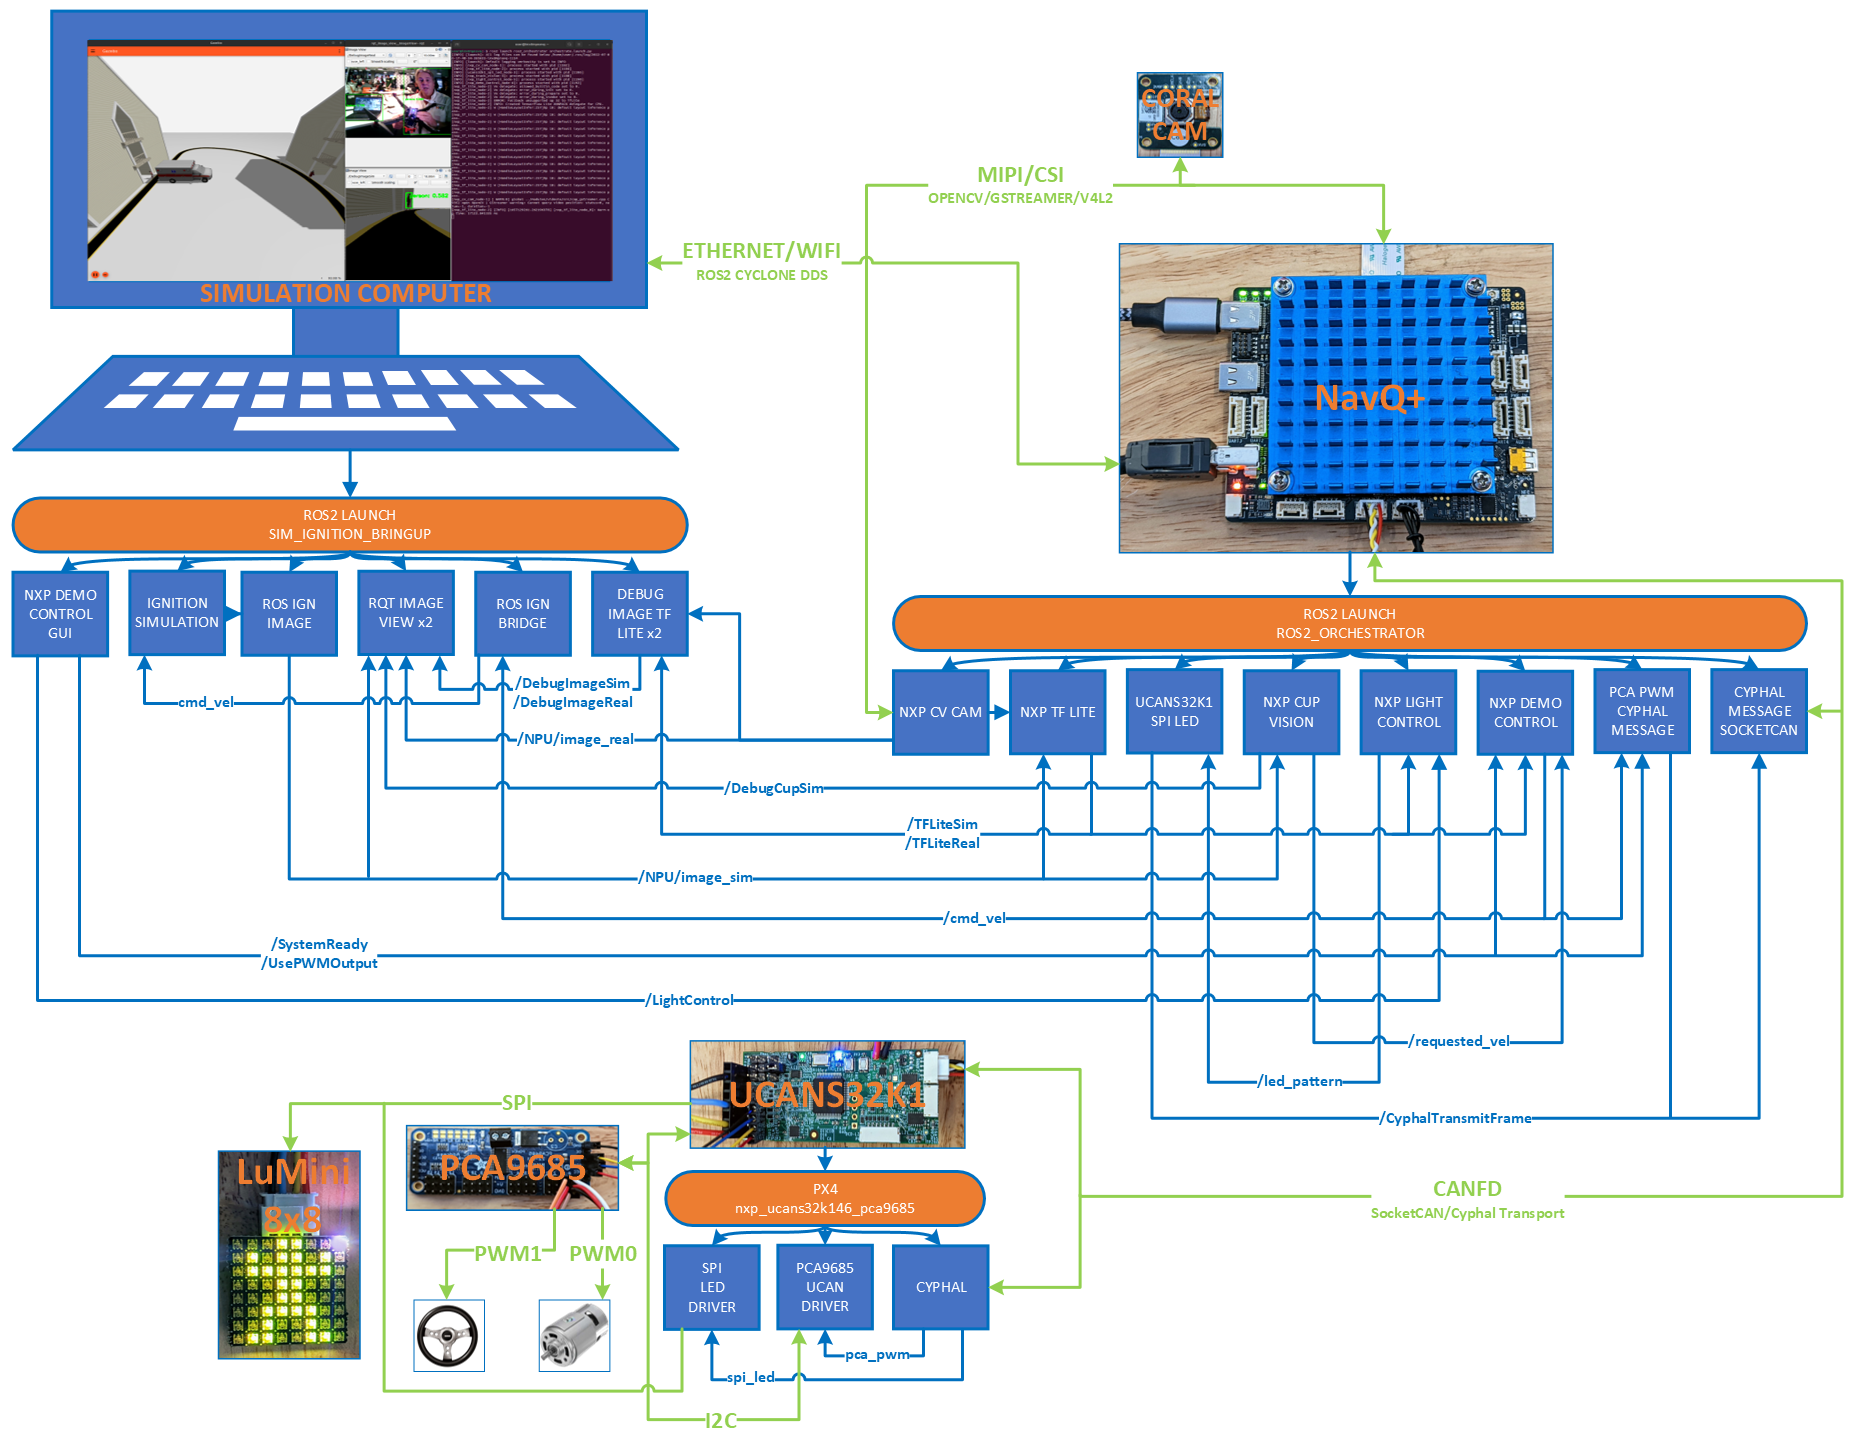 SIMULATION COMPUTER
CORAL
CAM
MIPI/CSI
OPENCV/GSTREAMER/V4L2
ETHERNET/WIFI
ROS2 CYCLONE DDS
NavQ+
ROS2 LAUNCH
SIM_IGNITION_BRINGUP
NXP DEMO
CONTROL
GUI
IGNITION
SIMULATION
ROS IGN
IMAGE
RQT IMAGE
VIEW x2
ROS IGN
BRIDGE
DEBUG
IMAGE TF
LITE x2
ROS2 LAUNCH
ROS2_ORCHESTRATOR
NXP CV CAM
NXP TF LITE
UCANS32K1
SPI LED
NXP CUP
VISION
NXP LIGHT
CONTROL
NXP DEMO
CONTROL
PCA PWM
CYPHAL
MESSAGE
CYPHAL
MESSAGE
SOCKETCAN
cmd_vel
/DebugImageSim
/DebugImageReal
/NPU/image_real
/DebugCupSim
/TFLiteSim
/TFLiteReal
/NPU/image_sim
/cmd_vel
/SystemReady
/UsePWMOutput
/LightControl
/requested_vel
/led_pattern
/CyphalTransmitFrame
UCANS32K1
SPI
PCA9685
LuMini
8x8
PWM1
PWM0
PX4
nxp_ucans32k146_pca9685
CANFD
SocketCAN/Cyphal Transport
SPI
LED
DRIVER
PCA9685
UCAN
DRIVER
CYPHAL
pca_pwm
spi_led
I2C